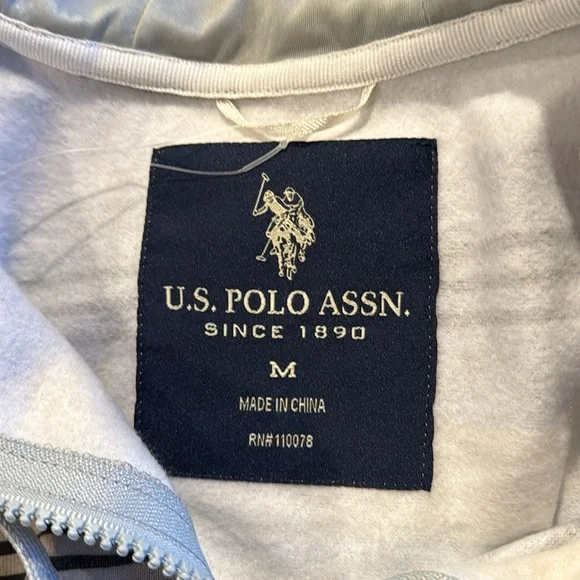 U.S. POLO ASSN.
SINCE 1890
M
MADE IN CHINA
RN#110078